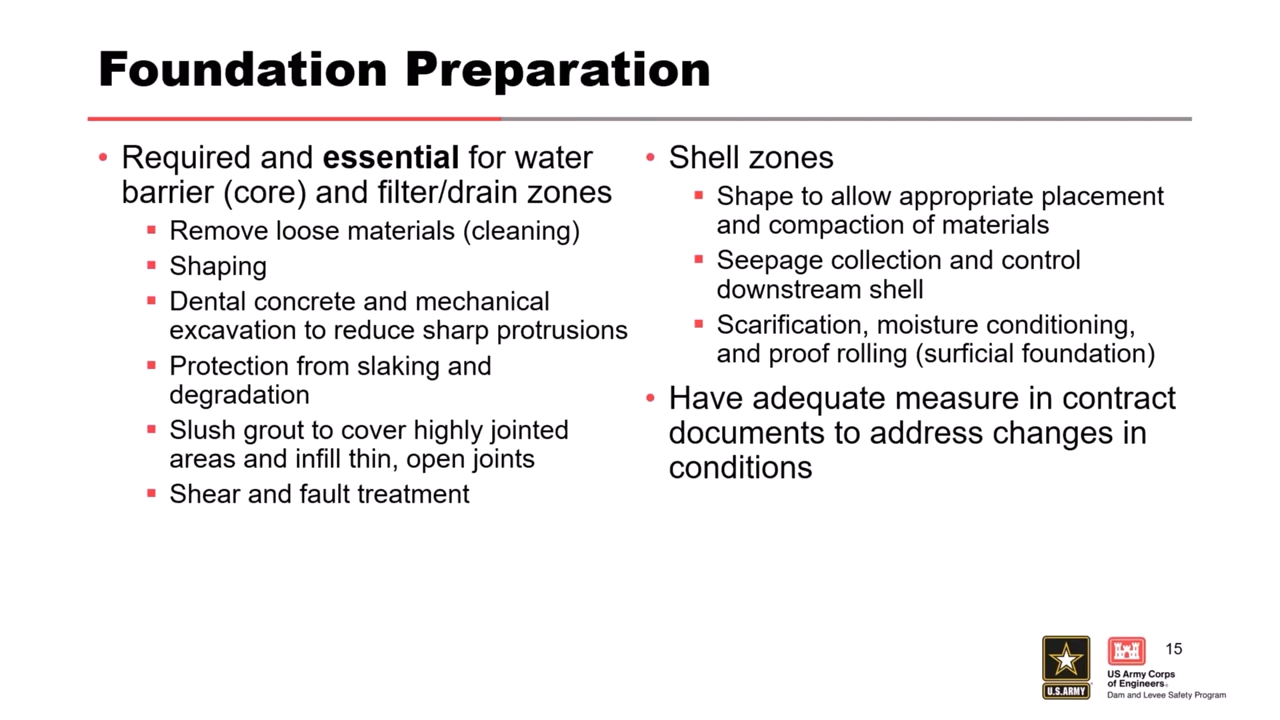 Foundation Preparation
• Required and essential for water
barrier (core) and filter/drain zones
▪ Remove loose materials (cleaning)
▪ Shaping
▪ Dental concrete and mechanical
excavation to reduce sharp protrusions
▪ Protection from slaking and
degradation
▪ Slush grout to cover highly jointed
areas and infill thin, open joints
▪ Shear and fault treatment
• Shell zones
▪ Shape to allow appropriate placement
and compaction of materials
▪ Seepage collection and control
downstream shell
▪ Scarification, moisture conditioning,
and proof rolling (surficial foundation)
• Have adequate measure in contract
documents to address changes in
conditions
U.S.ARMY
US Army Corps
of Engineers®
Dam and Levee Safety Program
15